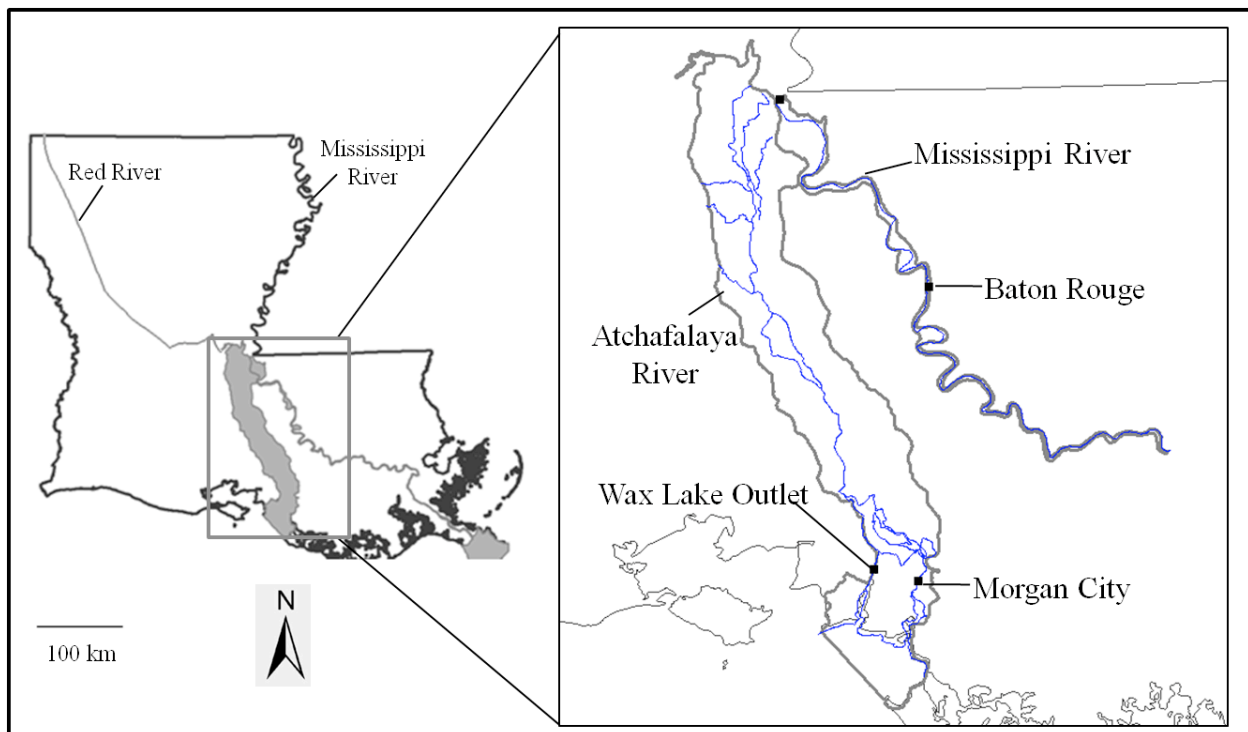 Red River
Mississippi
River
N
100 km
Mississippi River
Baton Rouge
Atchafalaya
River
Wax Lake Outlet
Morgan City